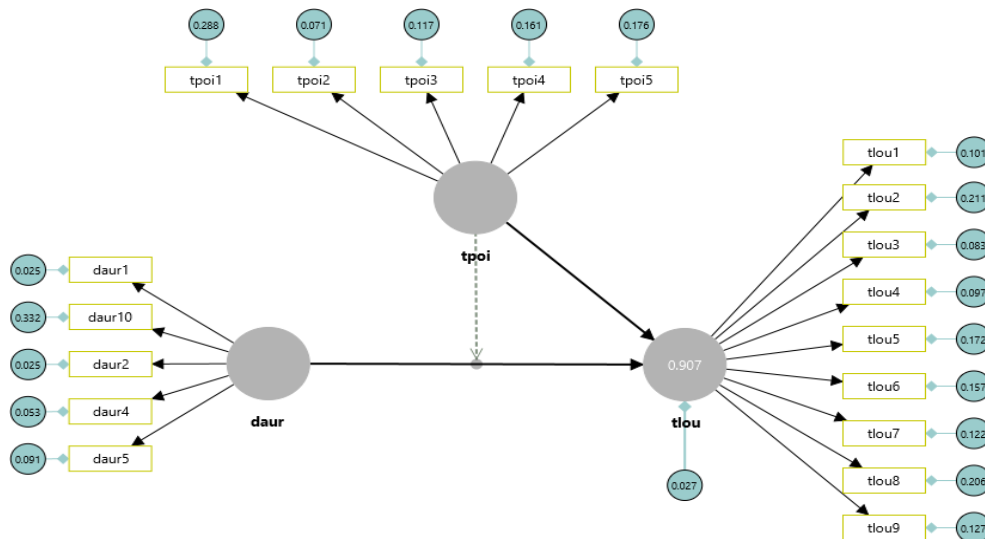 0.288 0.071 0.117 0.161 0.176
tpoi1 tpoi2 tpoi3 tpoi4 tpoi5
tpoi
0.025 daur1
0.332 daur10
0.025 daur2
0.053 daur4
0.091 daur5
daur
0.907
tlou
0.027
tlou1 0.101
tlou2 0.211
tlou3 0.083
tlou4 0.097
tlou5 0.172
tlou6 0.157
tlou7 0.122
tlou8 0.206
tlou9 0.127